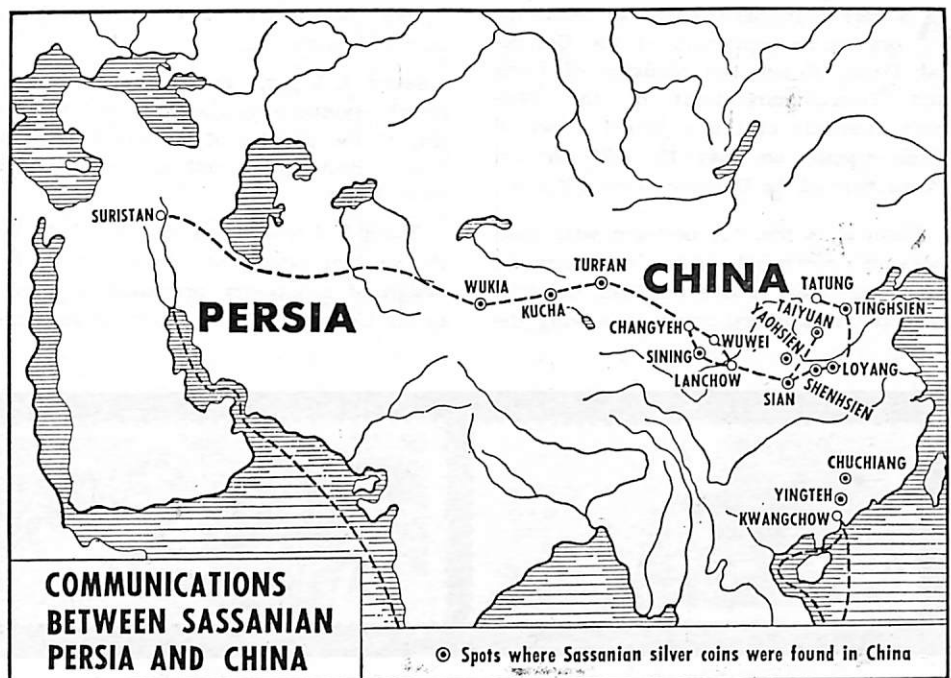 SURISTAN
PERSIA
WUKIA
KUCHA
TURFAN
CHINA
TATUNG
TINGHSIEN
TAIYUAN
TAOHSIEN
CHANGYEH
WUWEI
SINING
LANCHOW
SIAN
SHENHSIEN
LOYANG
CHUCHIANG
YINGTEH
KWANGCHOW
COMMUNICATIONS
BETWEEN SASSANIAN
PERSIA AND CHINA
Spots where Sassanian silver coins were found in China